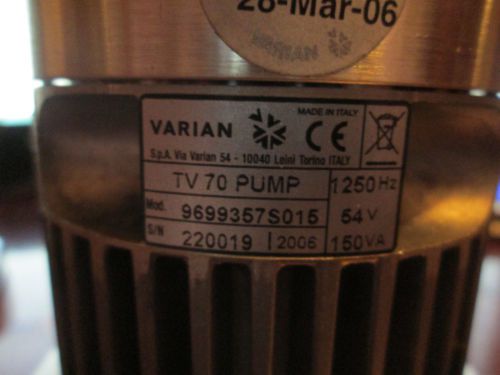 28-Mar-06
VARIAN
VARIAN
MADE IN ITALY
CE
S.p.A. Via Varian 54 - 10040 Leini Torino ITALY
TV 70 PUMP 1250 Hz
Mod. 9699357S015 54 V
S/N 220019 2006 150 VA